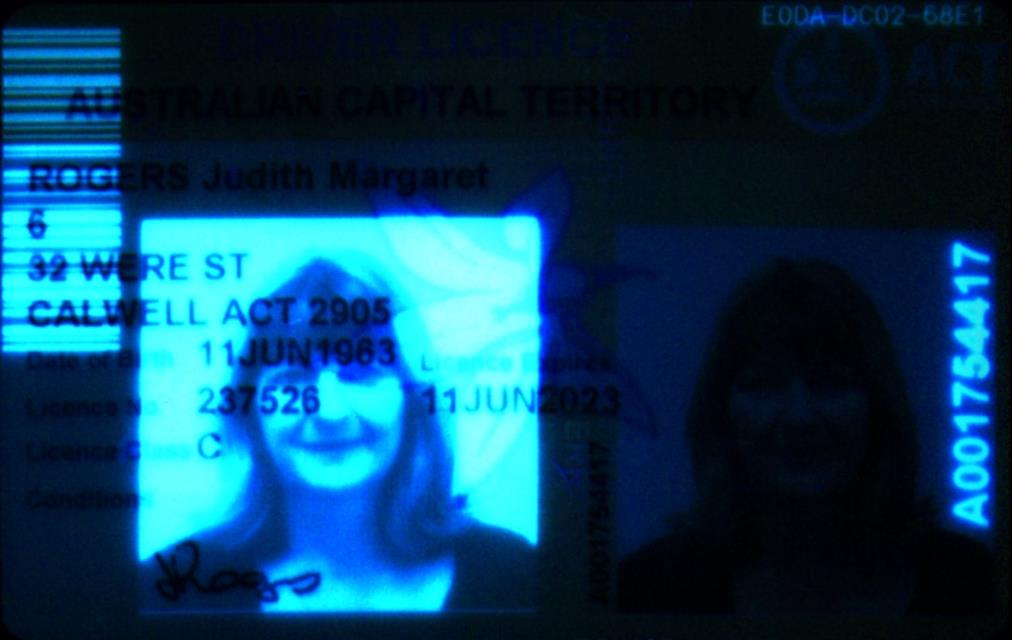 E0DA-DC02-68E1
DRIVER LICENCE
ACT
AUSTRALIAN CAPITAL TERRITORY
ROGERS Judith Margaret
6
32 WERE ST
CALWELL ACT 2905
Date of Birth 11JUN1963 Licence Expires
Licence No. 237526 11JUN2023
Licence Class C
Conditions
JRogers
A001754417
A001754417